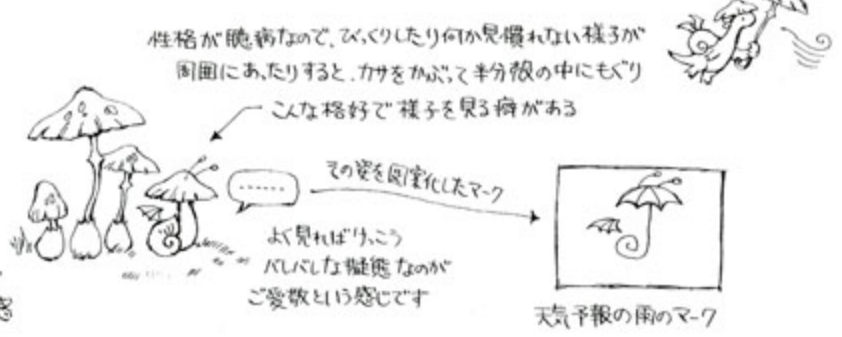 性格が臆病なので、びっくりしたり何か見慣れない様子が
周囲にあったりすると、カサをかぶって半分殻の中にもぐり
こんな格好で様子を見る癖がある
……
その姿を図案化したマーク
よく見ればけっこう
バレバレな擬態なのが
ご愛敬という感じです
天気予報の雨のマーク